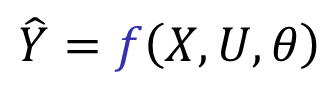 Ŷ = f(X, U, θ)